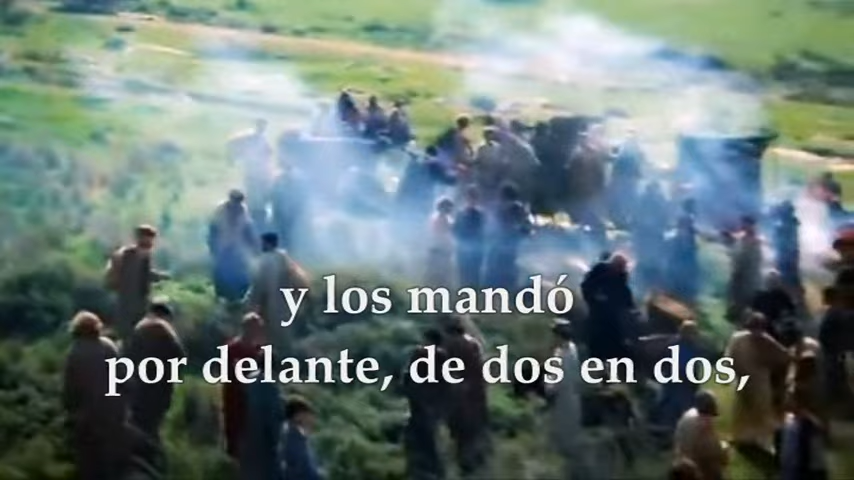 y los mandó
por delante, de dos en dos,